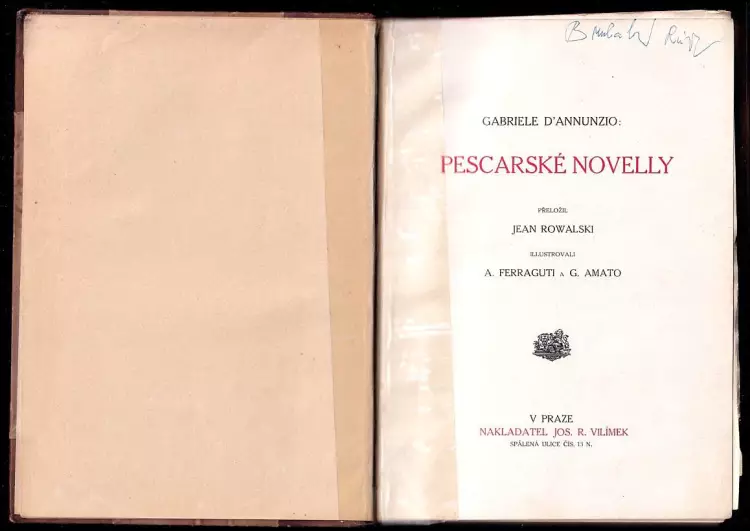 GABRIELE D'ANNUNZIO:
PESCARSKÉ NOVELLY
PŘELOŽIL
JEAN ROWALSKI
ILLUSTROVALI
A. FERRAGUTI A G. AMATO
V PRAZE
NAKLADATEL JOS. R. VILÍMEK
SPÁLENÁ ULICE ČÍS. 13 N.